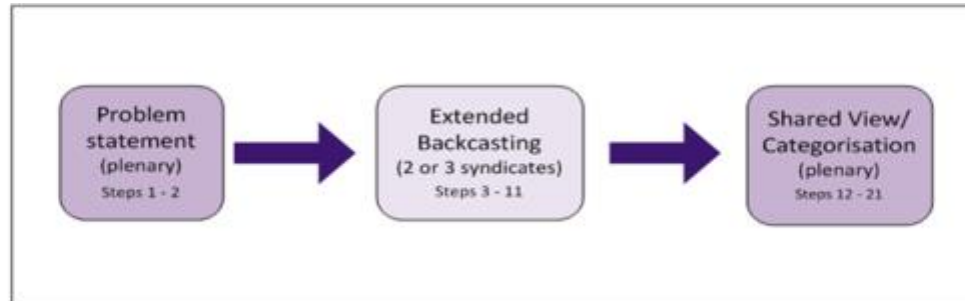 Problem
statement
(plenary)
Steps 1 - 2
Extended
Backcasting
(2 or 3 syndicates)
Steps 3 - 11
Shared View/
Categorisation
(plenary)
Steps 12 - 21